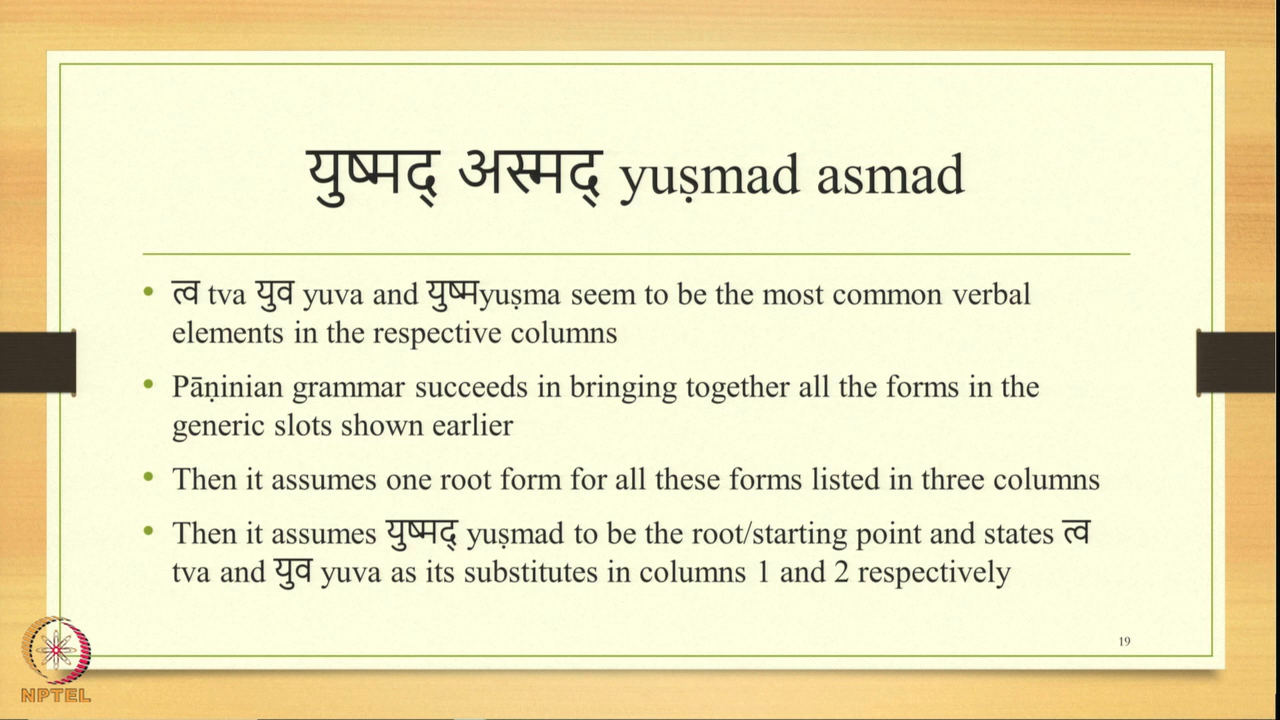 युष्मद् अस्मद् yuṣmad asmad
• त्व tva युव yuva and युष्मyuṣma seem to be the most common verbal
elements in the respective columns
• Pāṇinian grammar succeeds in bringing together all the forms in the
generic slots shown earlier
• Then it assumes one root form for all these forms listed in three columns
• Then it assumes युष्मद् yuṣmad to be the root/starting point and states त्व
tva and युव yuva as its substitutes in columns 1 and 2 respectively
19
NPTEL